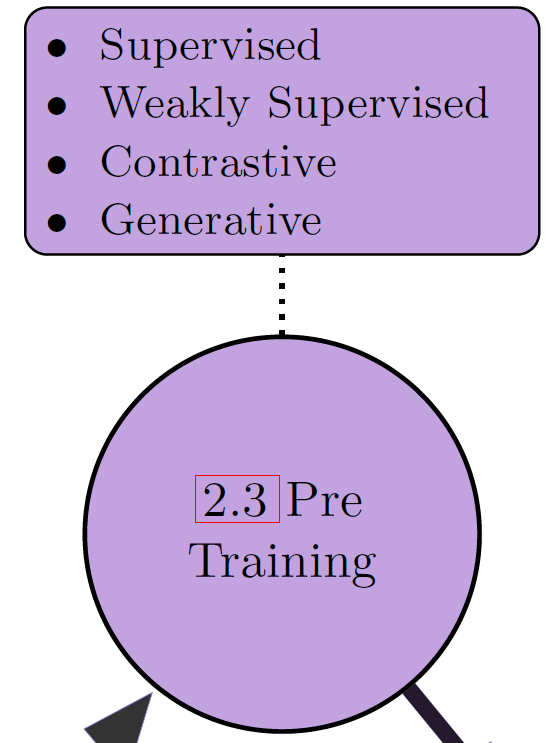 ● Supervised
● Weakly Supervised
● Contrastive
● Generative
2.3 Pre
Training